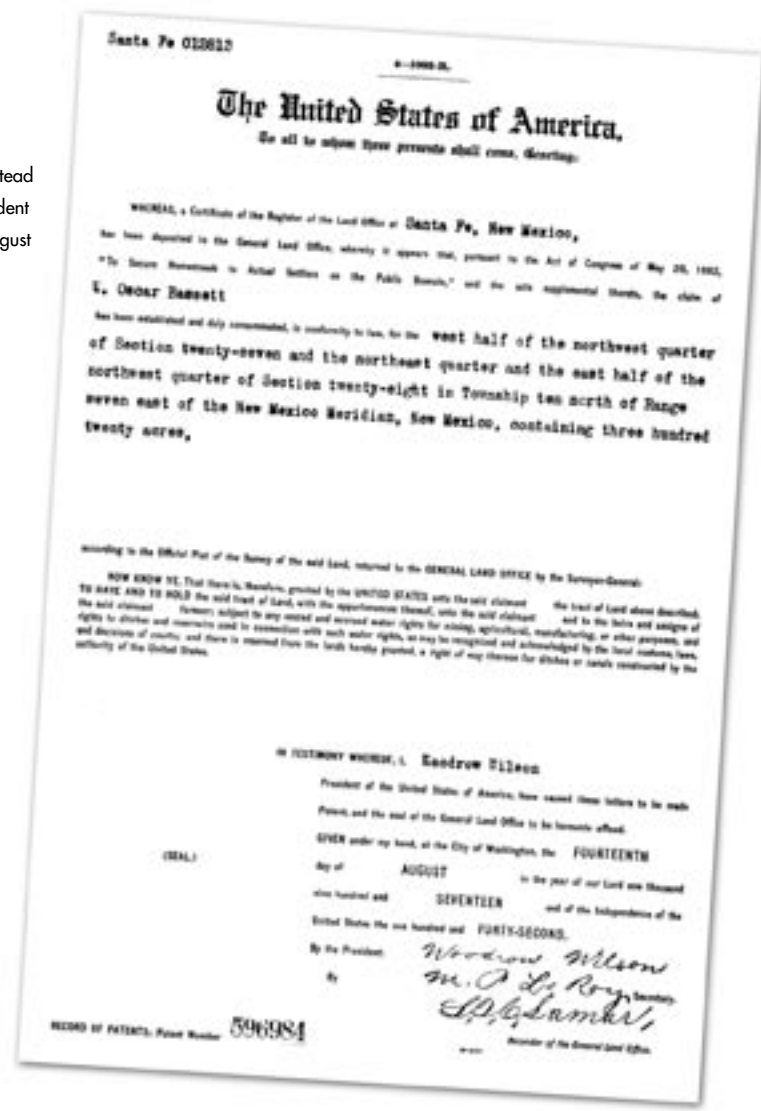 tead
dent
gust
Santa Fe 012613
The United States of America,
To all to whom these presents shall come, Greeting:
WHEREAS, a Certificate of the Register of the Land Office at Santa Fe, New Mexico,
has been deposited in the General Land Office, whereby it appears that, pursuant to the Act of Congress of May 20, 1862,
"To Secure Homesteads to Actual Settlers on the Public Domain," and the acts supplemental thereto, the claim of
Oscar Bassett
has been established and duly consummated, in conformity to law, for the west half of the northwest quarter
of Section twenty-seven and the northeast quarter and the east half of the
northwest quarter of Section twenty-eight in Township ten north of Range
seven east of the New Mexico Meridian, New Mexico, containing three hundred
twenty acres,
according to the Official Plat of the Survey of the said Land, returned to the GENERAL LAND OFFICE by the Surveyor-General:
NOW KNOW YE, That there is, therefore, granted by the UNITED STATES unto the said claimant the tract of Land above described;
TO HAVE AND TO HOLD the said tract of Land, with the appurtenances thereof, unto the said claimant and to the heirs and assigns of
the said claimant forever; subject to any vested and accrued water rights for mining, agricultural, manufacturing, or other purposes, and
rights to ditches and reservoirs used in connection with such water rights, as may be recognized and acknowledged by the local customs, laws,
and decisions of courts; and there is reserved from the lands hereby granted, a right of way thereon for ditches or canals constructed by the
authority of the United States.
IN TESTIMONY WHEREOF, I, Woodrow Wilson
President of the United States of America, have caused these letters to be made
Patent, and the seal of the General Land Office to be hereunto affixed.
GIVEN under my hand, at the City of Washington, the FOURTEENTH
(SEAL.)
day of AUGUST in the year of our Lord one thousand
nine hundred and SEVENTEEN and of the Independence of the
United States the one hundred and FORTY-SECOND.
By the President: Woodrow Wilson
By M. P. LeRoy, Secretary.
L.Q.C. Lamar,
Recorder of the General Land Office.
RECORD OF PATENTS: Patent Number 596984